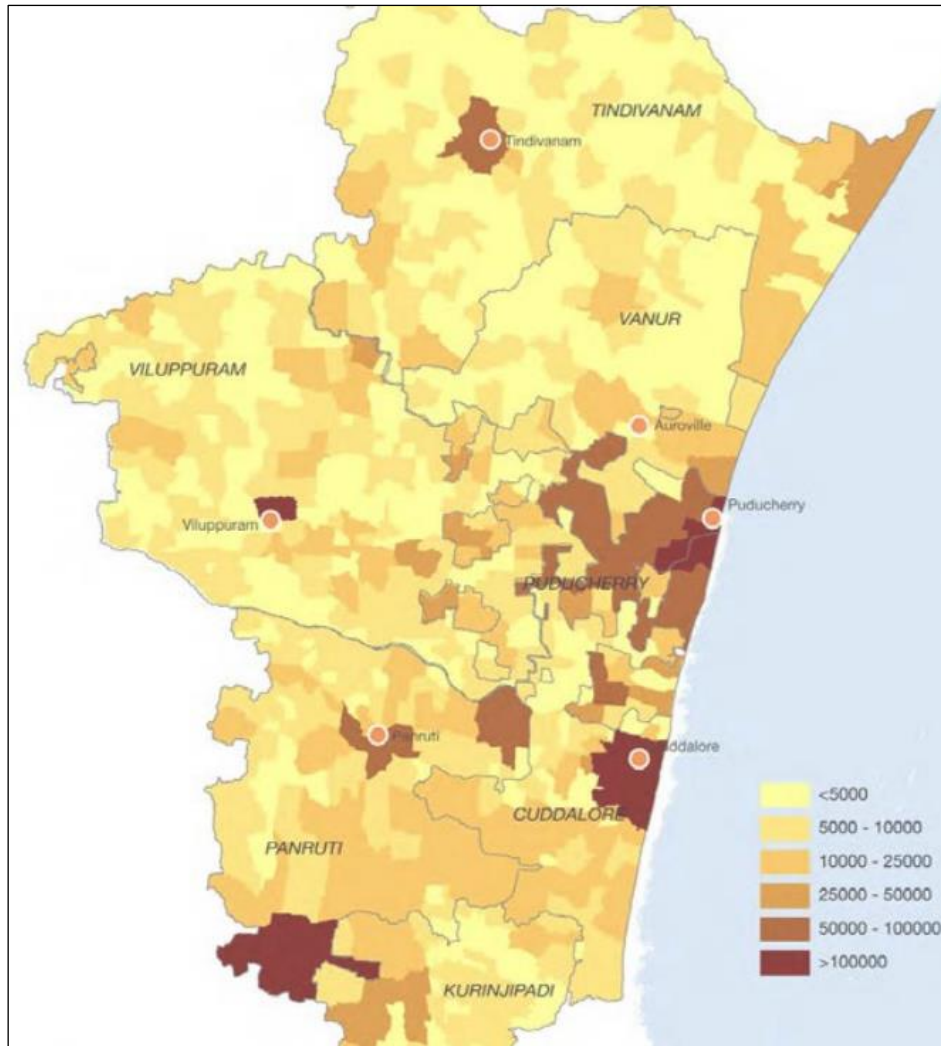 TINDIVANAM
Tindivanam
VANUR
VILUPPURAM
Auroville
Puducherry
Viluppuram
PUDUCHERRY
Panruti
ddalore
CUDDALORE
PANRUTI
KURINJIPADI
<5000
5000 - 10000
10000 - 25000
25000 - 50000
50000 - 100000
>100000